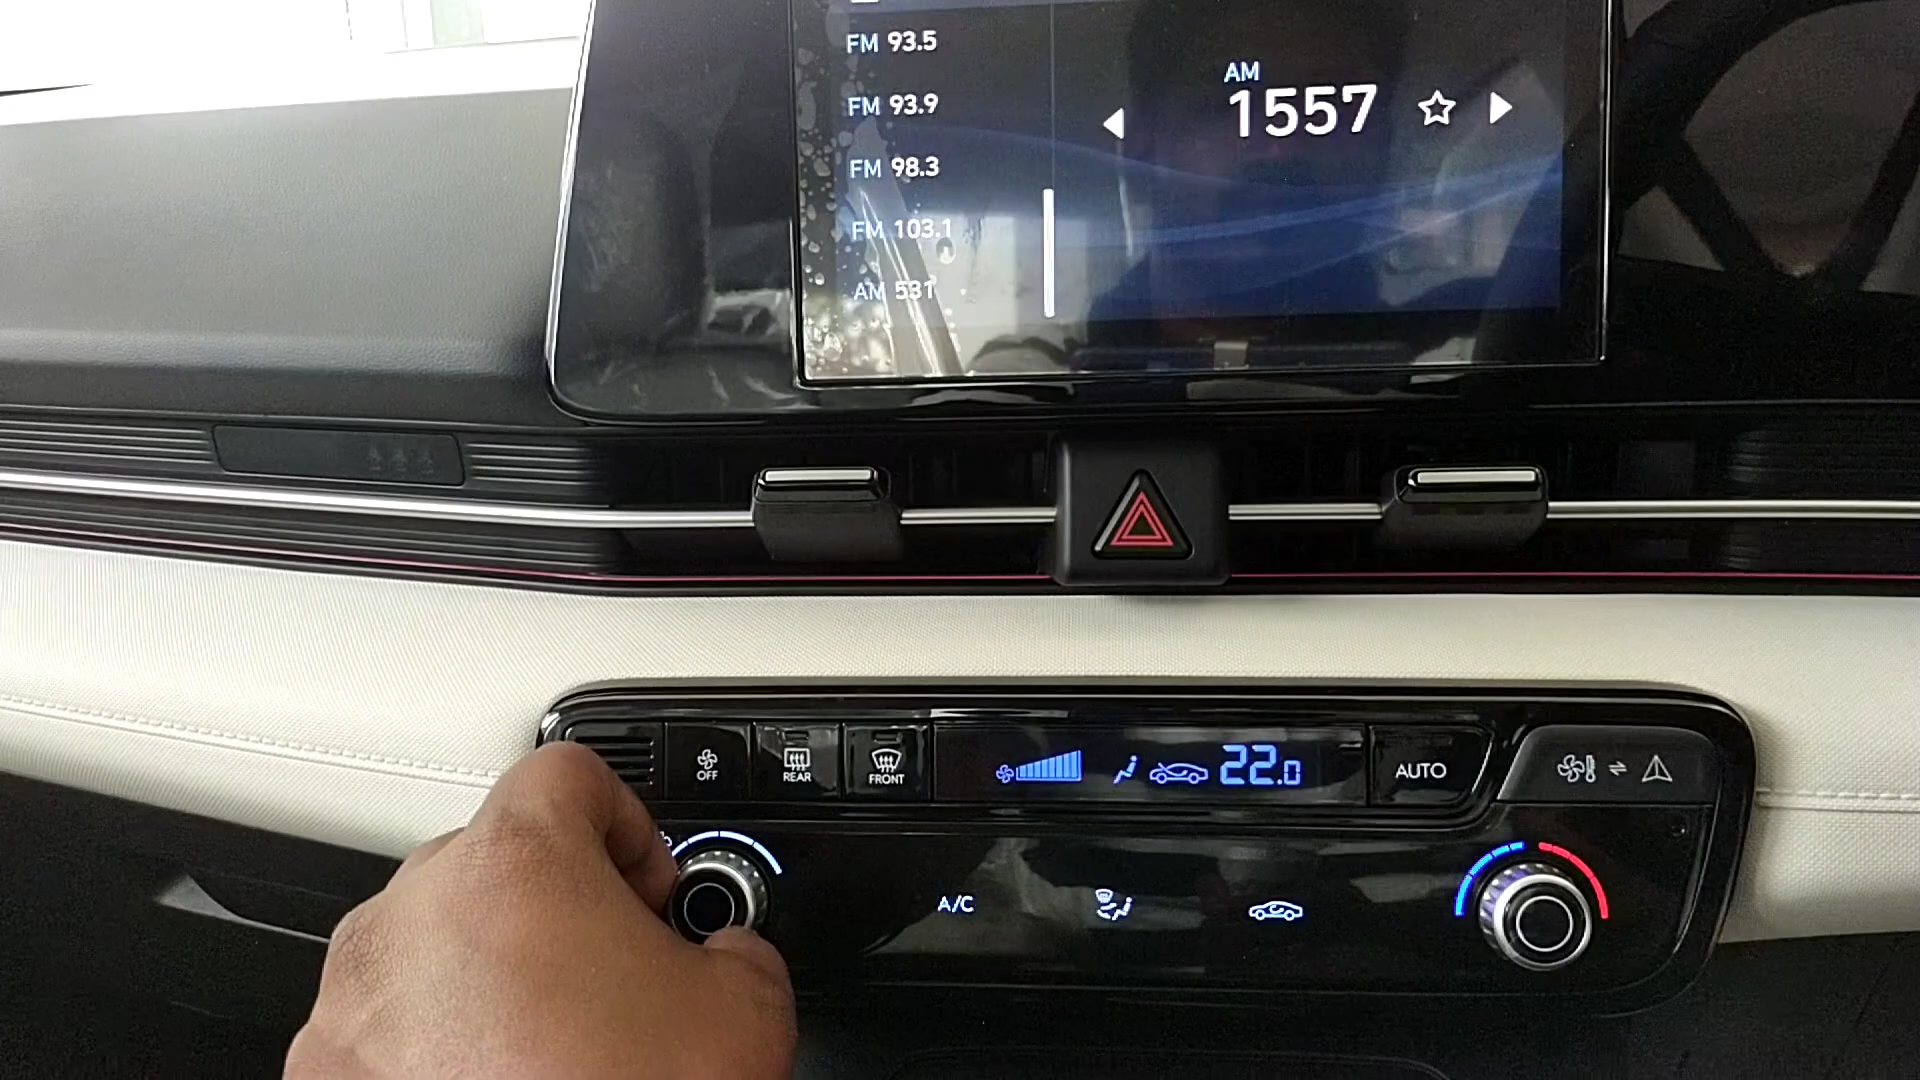 FM 93.5
FM 93.9
FM 98.3
FM 103.1
AM 531
AM
1557
OFF
REAR
FRONT
22.0
AUTO
A/C